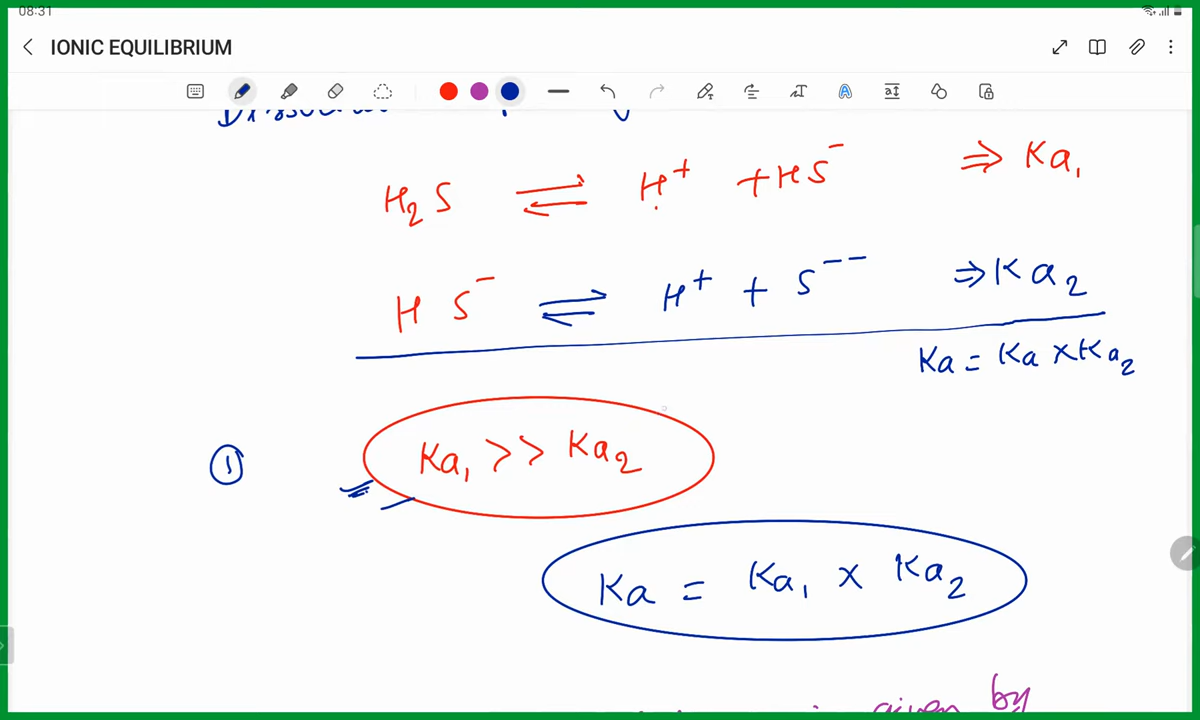 08:31
IONIC EQUILIBRIUM
H₂S ⇌ H⁺ + HS⁻ ⇒ Ka₁
HS⁻ ⇌ H⁺ + S⁻⁻ ⇒ Ka₂
Ka = Ka × Ka₂
① Ka₁ >> Ka₂
Ka = Ka₁ × Ka₂
given by